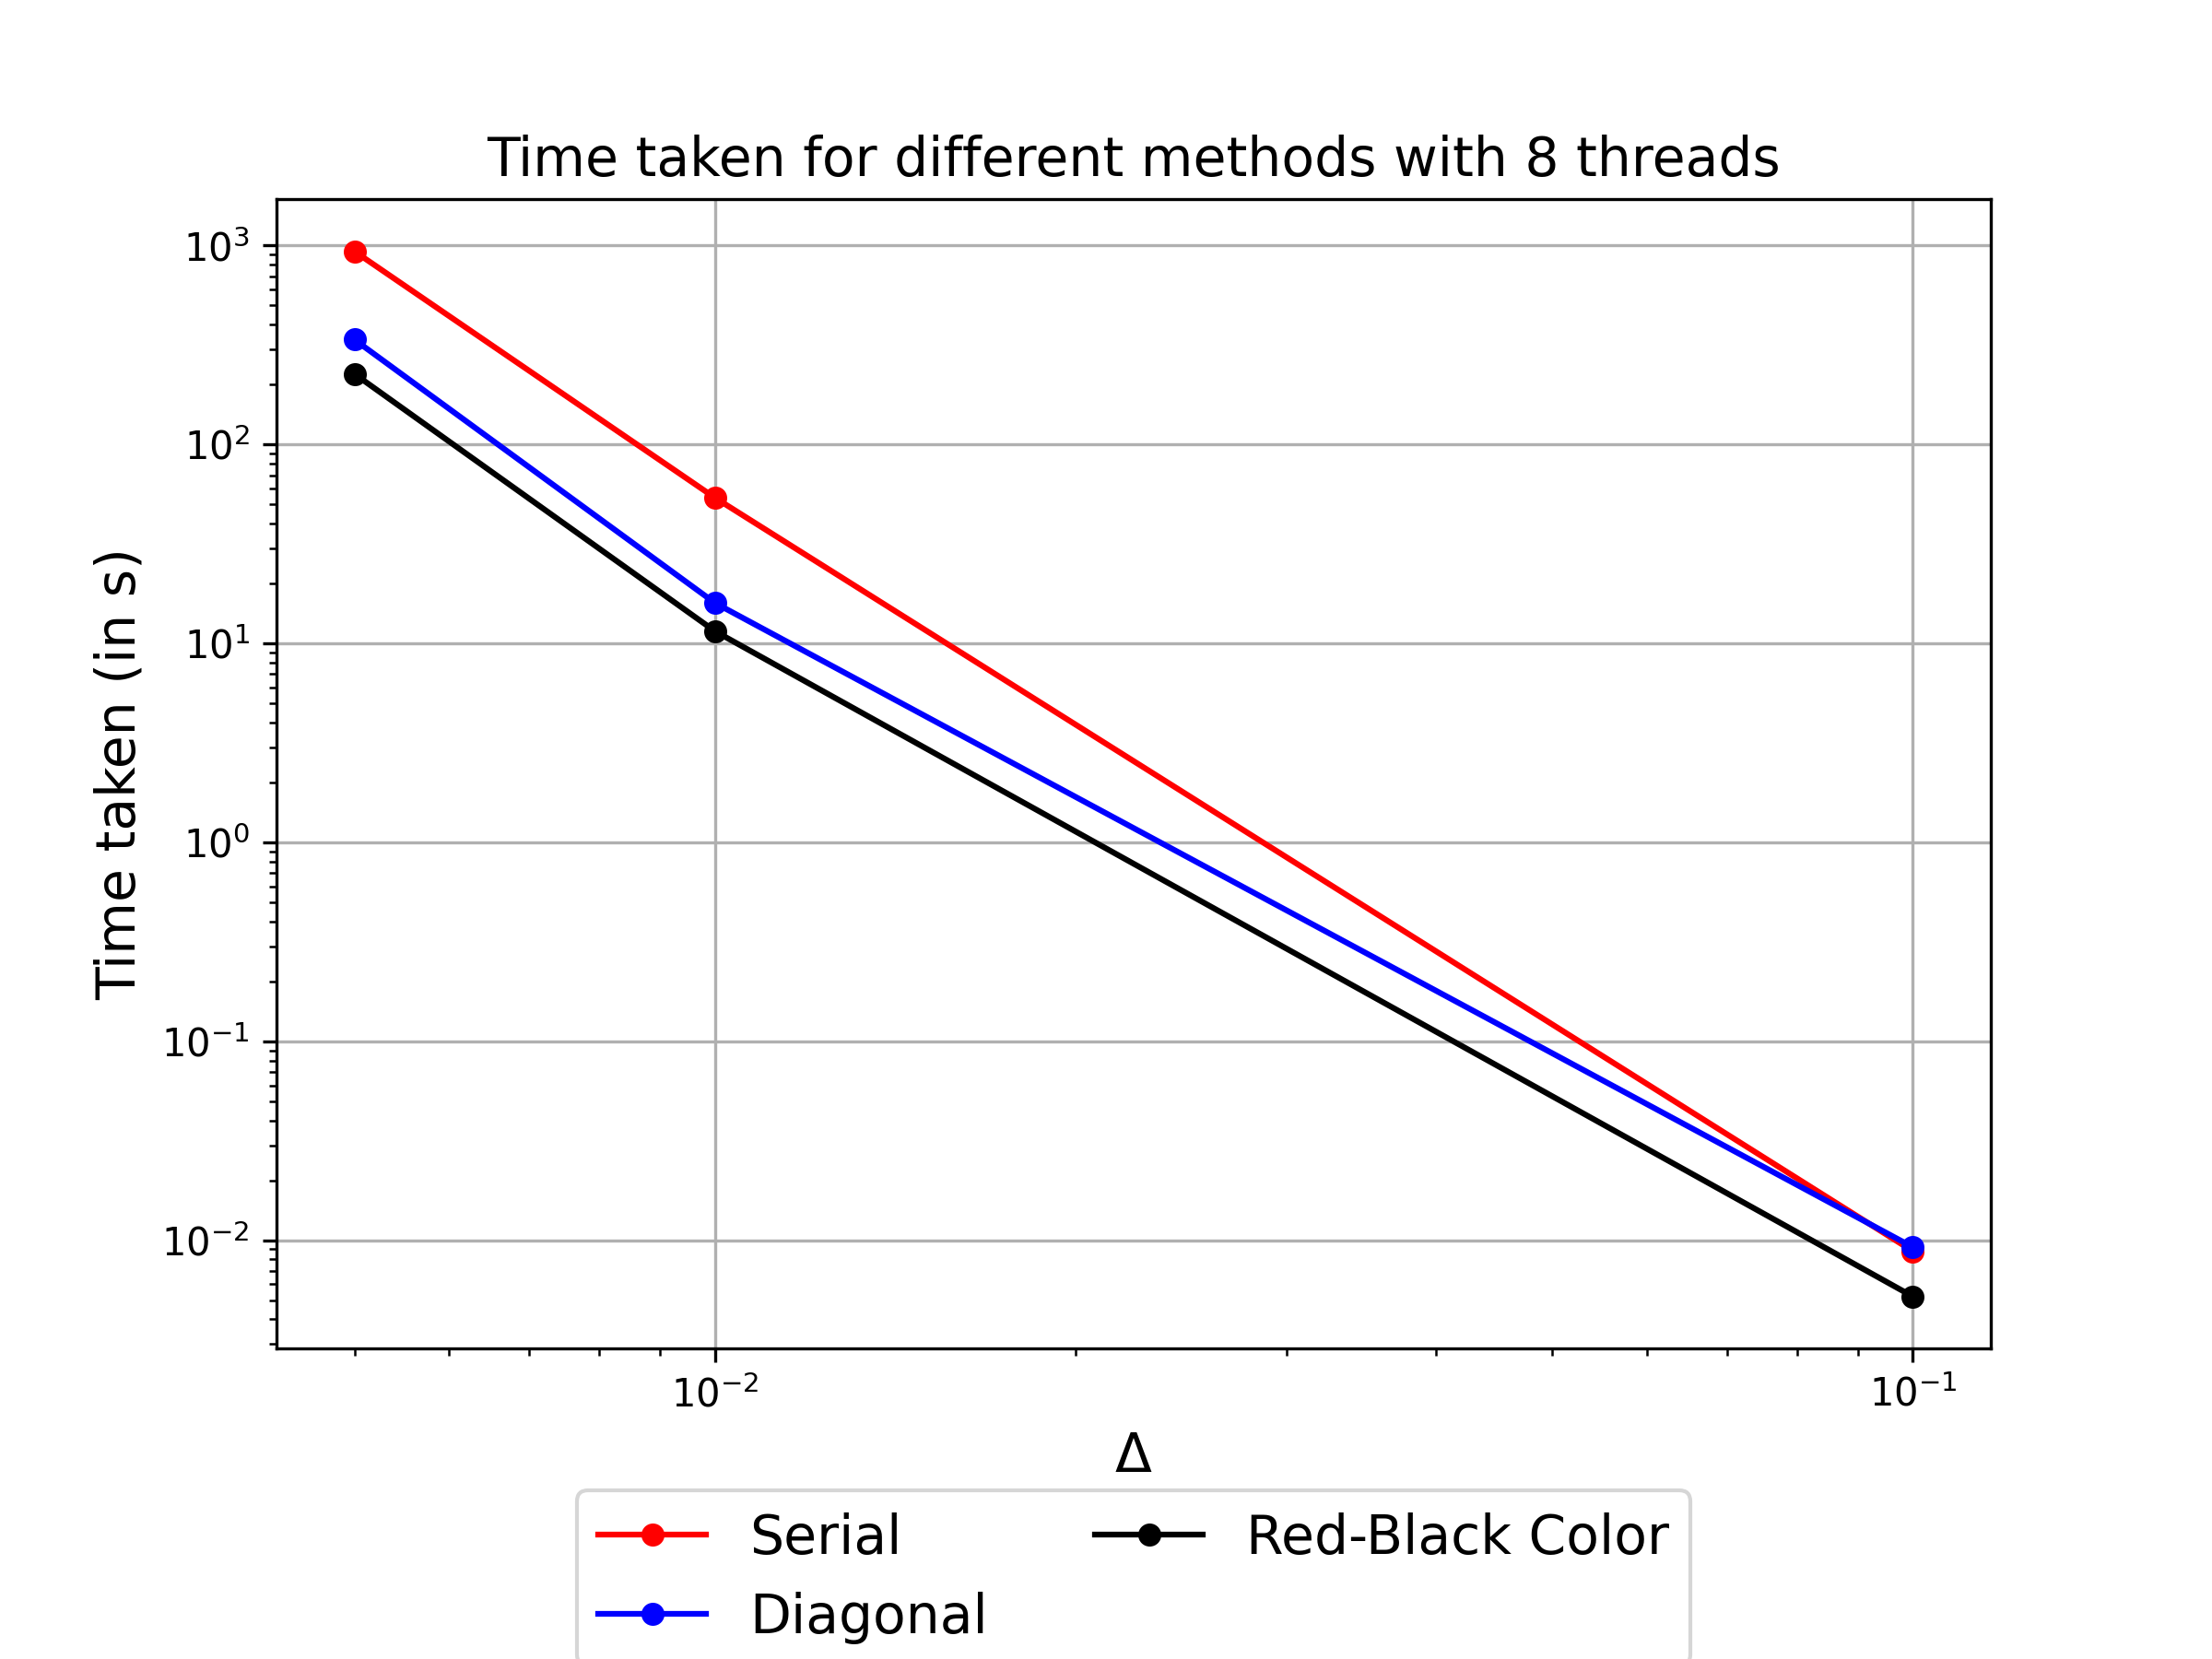 Time taken for different methods with 8 threads
Time taken (in s)
10³
10²
10¹
10⁰
10⁻¹
10⁻²
10⁻² 10⁻¹
Δ
Serial Red-Black Color
Diagonal